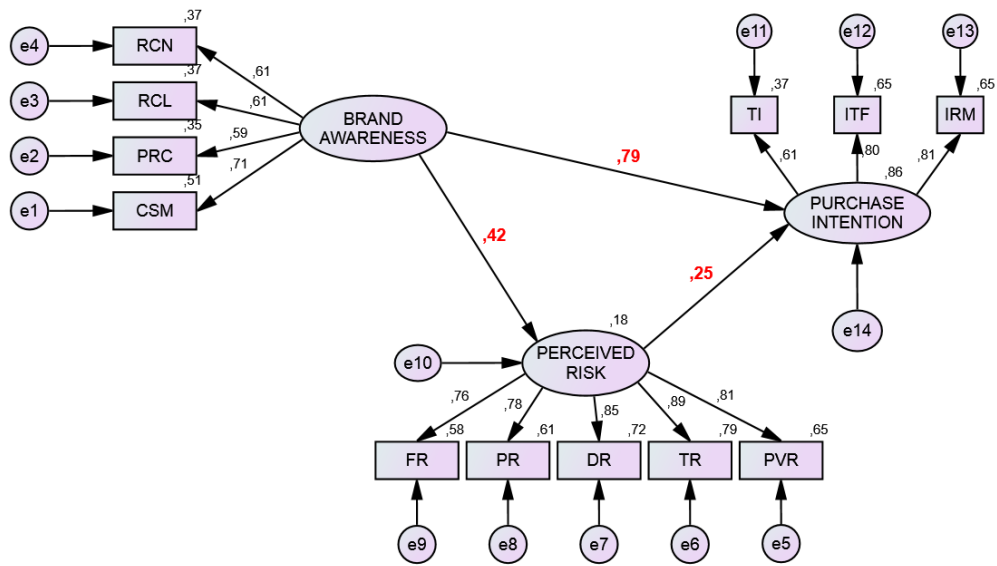 e4
RCN
,37
,61
e3
RCL
,37
,61
e2
PRC
,35
,59
e1
CSM
,51
,71
BRAND
AWARENESS
,79
,42
e11
e12
e13
TI
,37
ITF
,65
IRM
,65
,61
,80
,81
,86
PURCHASE
INTENTION
,25
e14
e10
,18
PERCEIVED
RISK
,76
,78
,85
,89
,81
FR
,58
PR
,61
DR
,72
TR
,79
PVR
,65
e9
e8
e7
e6
e5